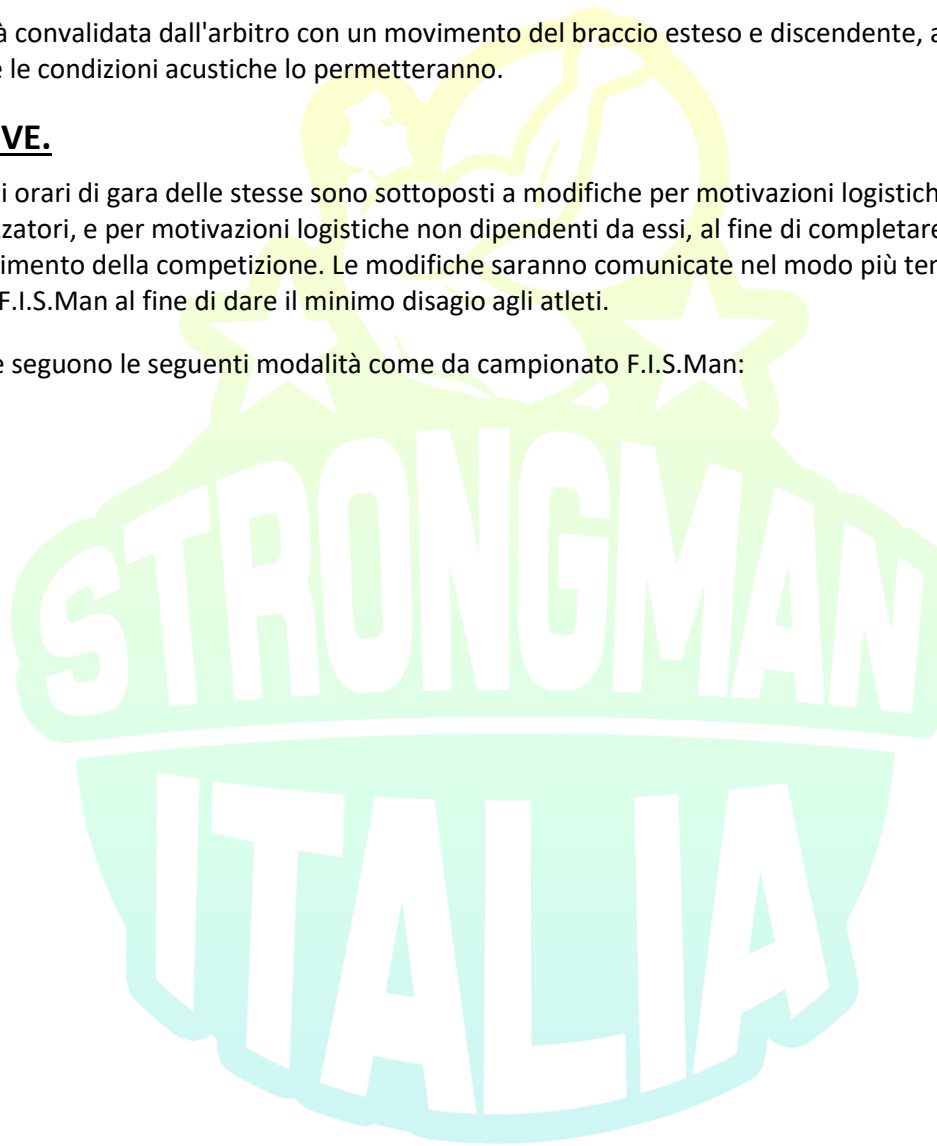 à convalidata dall'arbitro con un movimento del braccio esteso e discendente, a
e le condizioni acustiche lo permetteranno.
VE.
i orari di gara delle stesse sono sottoposti a modifiche per motivazioni logistich
zzatori, e per motivazioni logistiche non dipendenti da essi, al fine di completare
imento della competizione. Le modifiche saranno comunicate nel modo più ter
F.I.S.Man al fine di dare il minimo disagio agli atleti.
e seguono le seguenti modalità come da campionato F.I.S.Man:
STRONGMAN
ITALIA